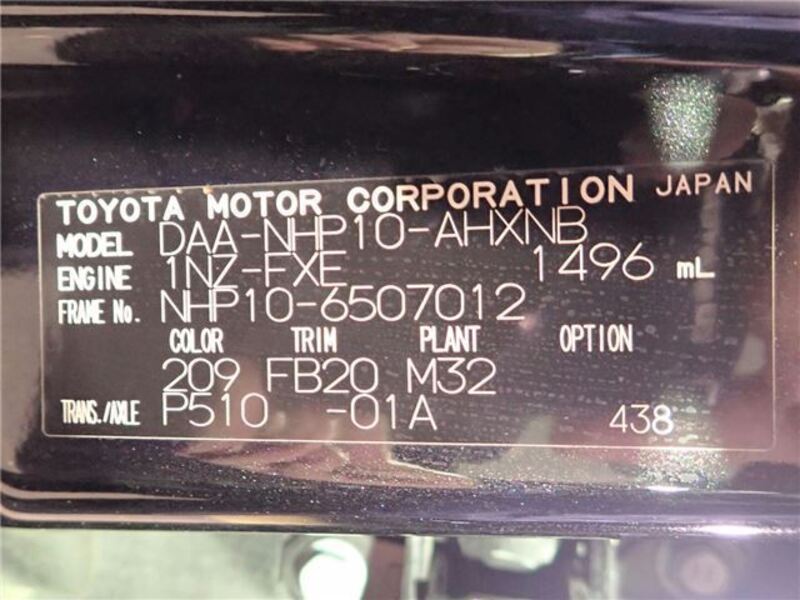 TOYOTA MOTOR CORPORATION JAPAN
MODEL DAA-NHP10-AHXNB
ENGINE 1NZ-FXE 1496 mL
FRAME No. NHP10-6507012
COLOR TRIM PLANT OPTION
209 FB20 M32
TRANS./AXLE P510 -01A 438